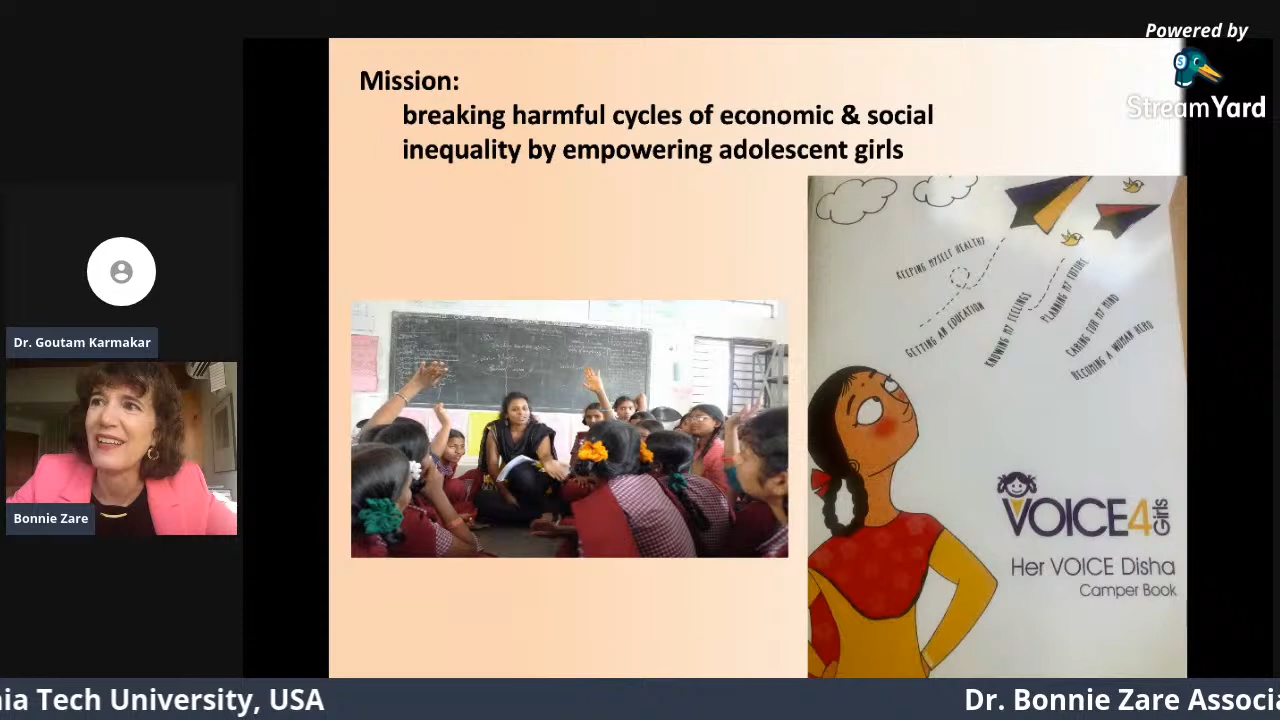 Powered by
StreamYard
Mission:
breaking harmful cycles of economic & social
inequality by empowering adolescent girls
KEEPING MYSELF HEALTHY
GETTING AN EDUCATION
KNOWING MY FEELINGS
PLANNING MY FUTURE
CARING FOR MY MIND
BECOMING A WOMAN HERO
VOICE4
Girls
Her VOICE Disha
Camper Book
Dr. Goutam Karmakar
Bonnie Zare
nia Tech University, USA
Dr. Bonnie Zare Associa